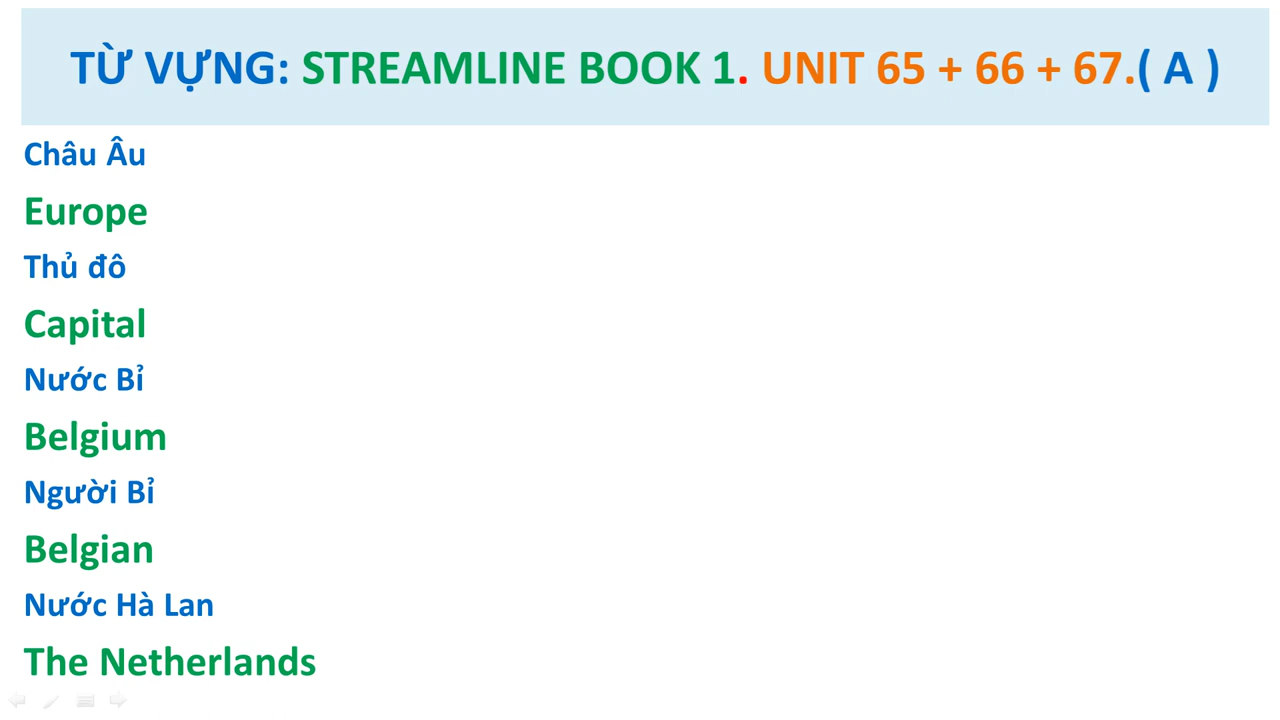 TỪ VỰNG: STREAMLINE BOOK 1. UNIT 65 + 66 + 67.( A )
Châu Âu
Europe
Thủ đô
Capital
Nước Bỉ
Belgium
Người Bỉ
Belgian
Nước Hà Lan
The Netherlands